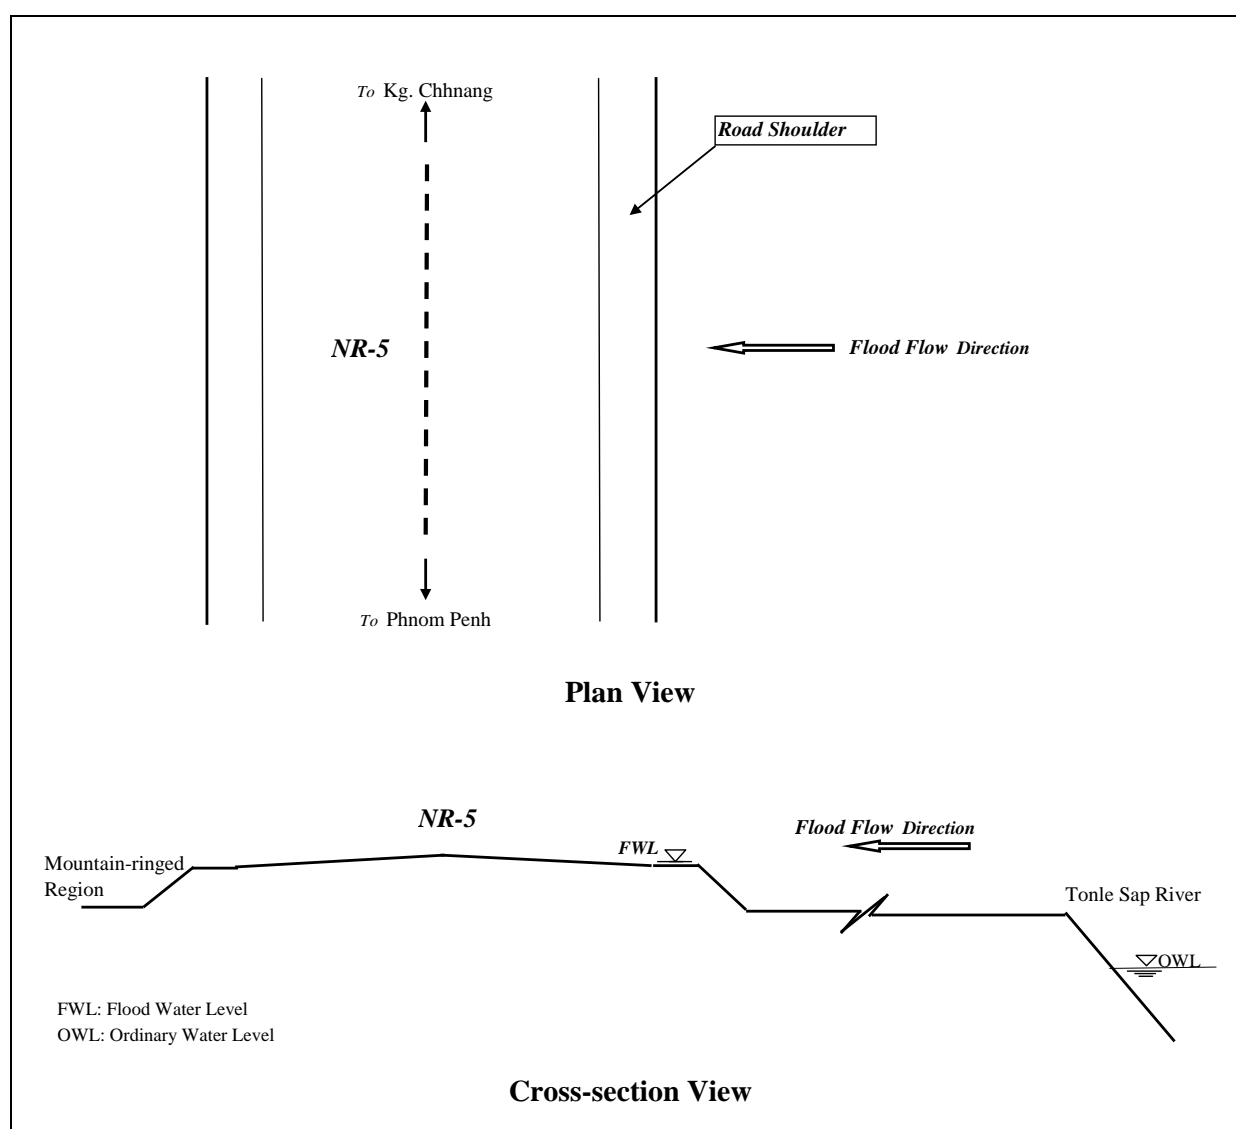 To Kg. Chhnang
Road Shoulder
NR-5
Flood Flow Direction
To Phnom Penh
Plan View
NR-5
Flood Flow Direction
FWL
Mountain-ringed
Region
Tonle Sap River
OWL
FWL: Flood Water Level
OWL: Ordinary Water Level
Cross-section View